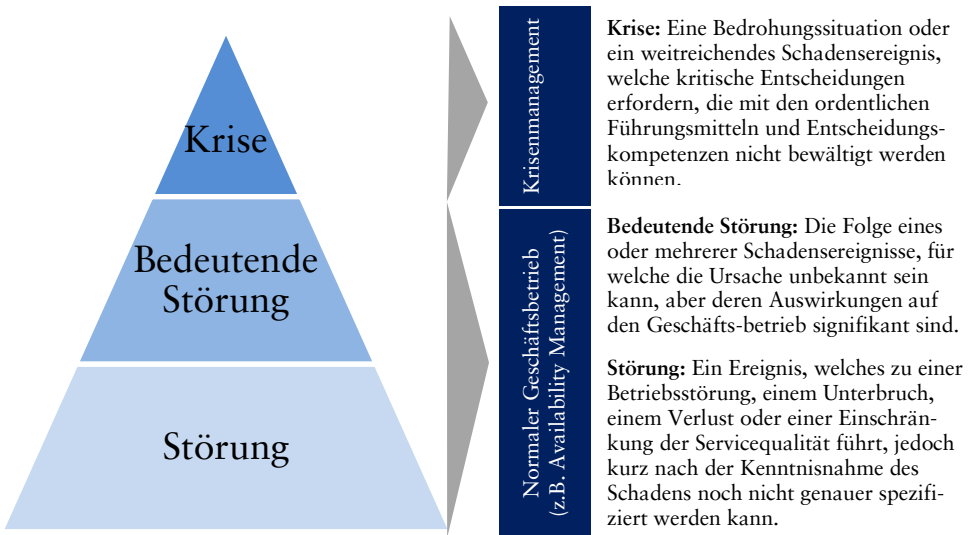 Krise
Bedeutende
Störung
Störung
Krisenmanagement
Normaler Geschäftsbetrieb
(z.B. Availability Management)
Krise: Eine Bedrohungssituation oder
ein weitreichendes Schadensereignis,
welche kritische Entscheidungen
erfordern, die mit den ordentlichen
Führungsmitteln und Entscheidungs-
kompetenzen nicht bewältigt werden
können.
Bedeutende Störung: Die Folge eines
oder mehrerer Schadensereignisse, für
welche die Ursache unbekannt sein
kann, aber deren Auswirkungen auf
den Geschäfts-betrieb signifikant sind.
Störung: Ein Ereignis, welches zu einer
Betriebsstörung, einem Unterbruch,
einem Verlust oder einer Einschrän-
kung der Servicequalität führt, jedoch
kurz nach der Kenntnisnahme des
Schadens noch nicht genauer spezifi-
ziert werden kann.